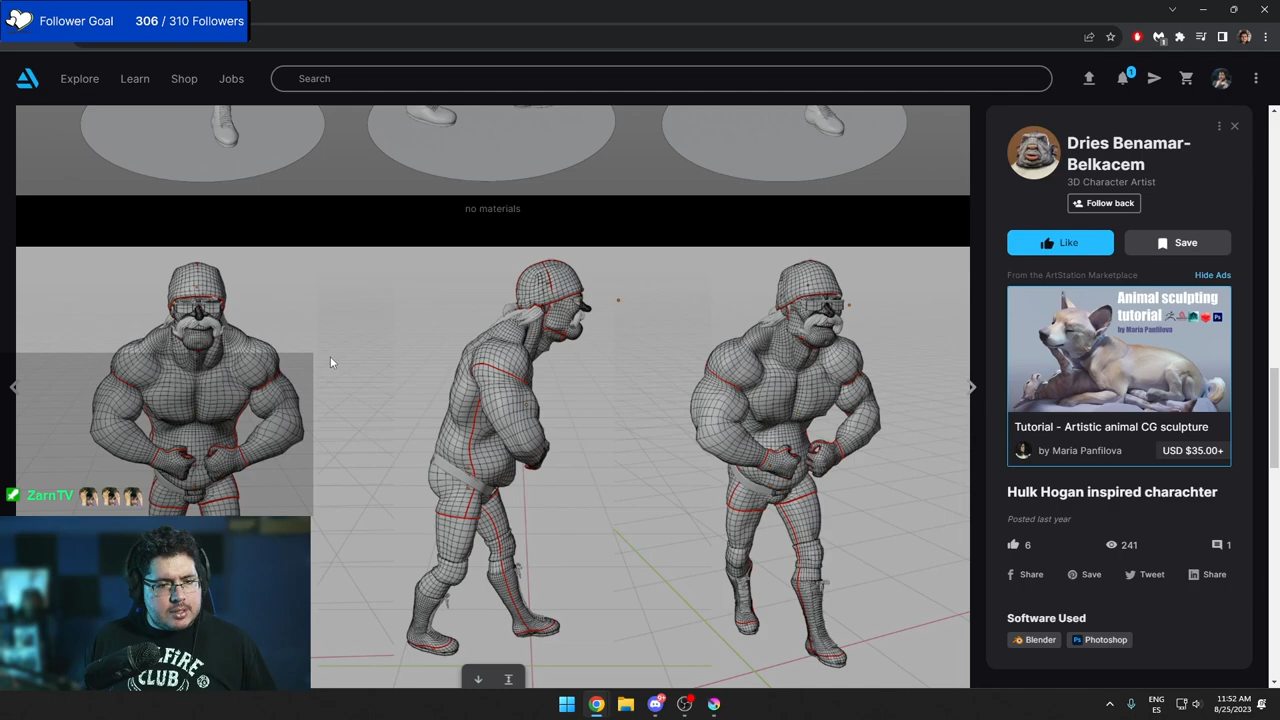 Follower Goal 306 / 310 Followers
Explore Learn Shop Jobs Search 1
no materials
Dries Benamar-
Belkacem
3D Character Artist
Follow back
Like Save
From the ArtStation Marketplace Hide Ads
Animal sculpting
tutorial
by Maria Panfilova
Tutorial - Artistic animal CG sculpture
by Maria Panfilova USD $35.00+
Hulk Hogan inspired charachter
Posted last year
6 241 1
Share Save Tweet Share
Software Used
Blender Photoshop
ZarnTV
CLUB
ENG
ES
11:52 AM
8/25/2023